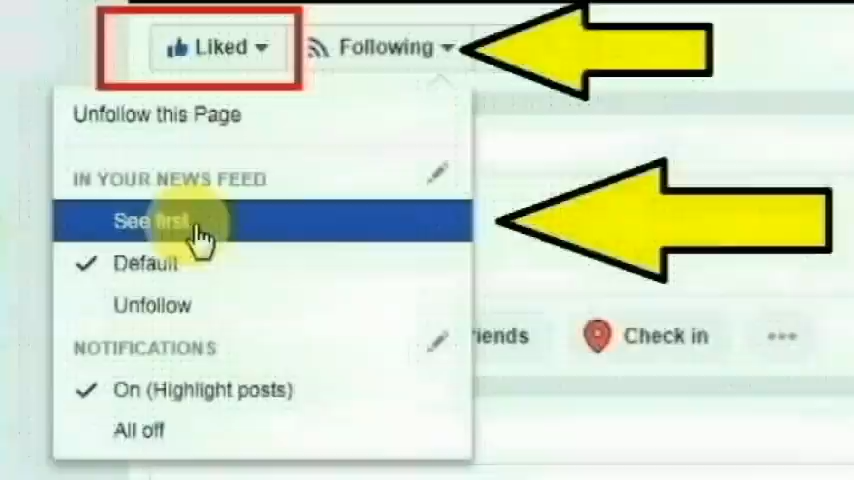 Liked Following
Unfollow this Page
IN YOUR NEWS FEED
See first
Default
Unfollow
NOTIFICATIONS
On (Highlight posts)
All off
riends Check in